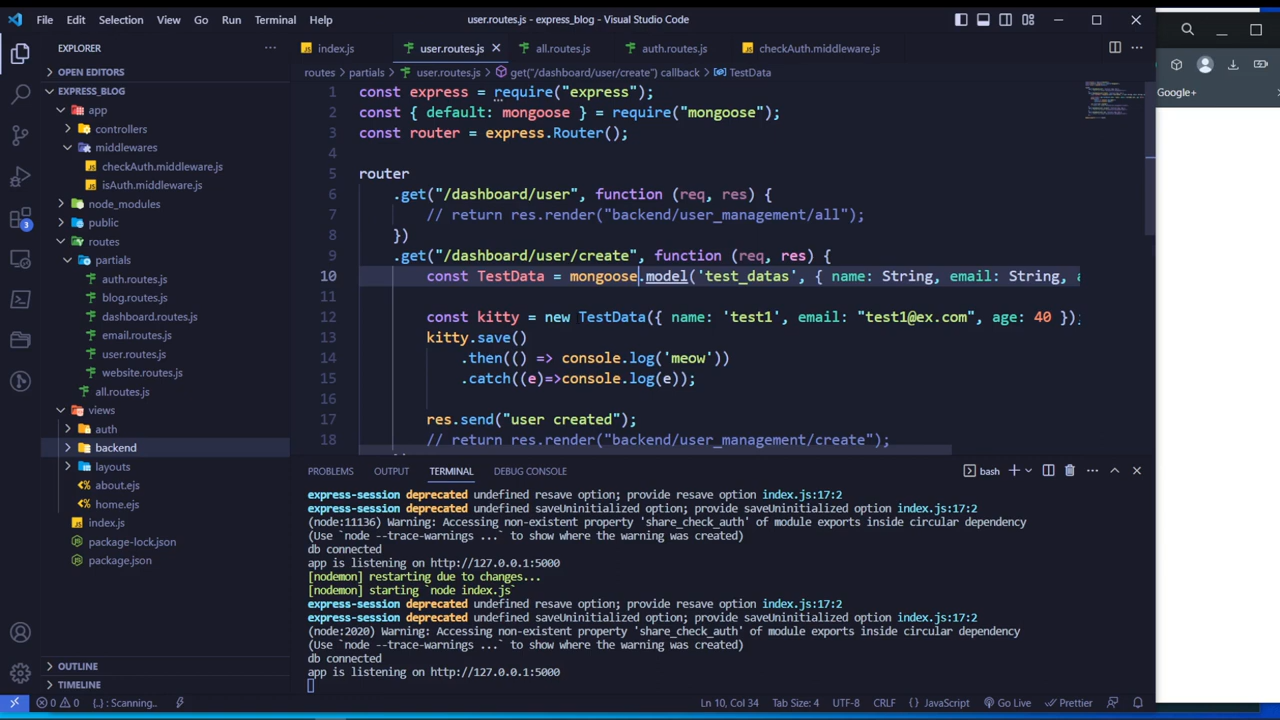 File Edit Selection View Go Run Terminal Help user.routes.js - express_blog - Visual Studio Code
EXPLORER
OPEN EDITORS
EXPRESS_BLOG
app
controllers
middlewares
checkAuth.middleware.js
isAuth.middleware.js
node_modules
public
routes
partials
auth.routes.js
blog.routes.js
dashboard.routes.js
email.routes.js
user.routes.js
website.routes.js
all.routes.js
views
auth
backend
layouts
about.ejs
home.ejs
index.js
package-lock.json
package.json
OUTLINE
TIMELINE
3
index.js user.routes.js all.routes.js auth.routes.js checkAuth.middleware.js
routes > partials > user.routes.js > get("/dashboard/user/create") callback > TestData
1 const express = require("express");
2 const { default: mongoose } = require("mongoose");
3 const router = express.Router();
4
5 router
6 .get("/dashboard/user", function (req, res) {
7 // return res.render("backend/user_management/all");
8 })
9 .get("/dashboard/user/create", function (req, res) {
10 const TestData = mongoose.model('test_datas', { name: String, email: String, a
11
12 const kitty = new TestData({ name: 'test1', email: "test1@ex.com", age: 40 });
13 kitty.save()
14 .then(() => console.log('meow'))
15 .catch((e)=>console.log(e));
16
17 res.send("user created");
18 // return res.render("backend/user_management/create");
PROBLEMS OUTPUT TERMINAL DEBUG CONSOLE bash
express-session deprecated undefined resave option; provide resave option index.js:17:2
express-session deprecated undefined saveUninitialized option; provide saveUninitialized option index.js:17:2
(node:11136) Warning: Accessing non-existent property 'share_check_auth' of module exports inside circular dependency
(Use `node --trace-warnings ...` to show where the warning was created)
db connected
app is listening on http://127.0.0.1:5000
[nodemon] restarting due to changes...
[nodemon] starting `node index.js`
express-session deprecated undefined resave option; provide resave option index.js:17:2
express-session deprecated undefined saveUninitialized option; provide saveUninitialized option index.js:17:2
(node:2020) Warning: Accessing non-existent property 'share_check_auth' of module exports inside circular dependency
(Use `node --trace-warnings ...` to show where the warning was created)
db connected
app is listening on http://127.0.0.1:5000
0 0 {..} : Scanning.. Ln 10, Col 34 Tab Size: 4 UTF-8 CRLF {} JavaScript Go Live Prettier
Google+